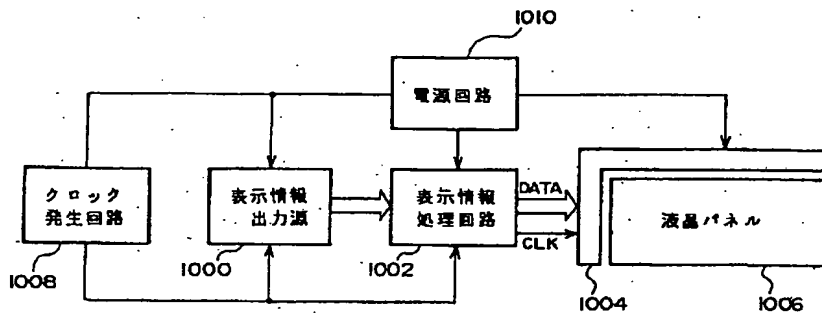 1010
電源回路
クロック
発生回路
表示情報
出力源
表示情報
処理回路
DATA
CLK
液晶パネル
1008
1000
1002
1004
1006